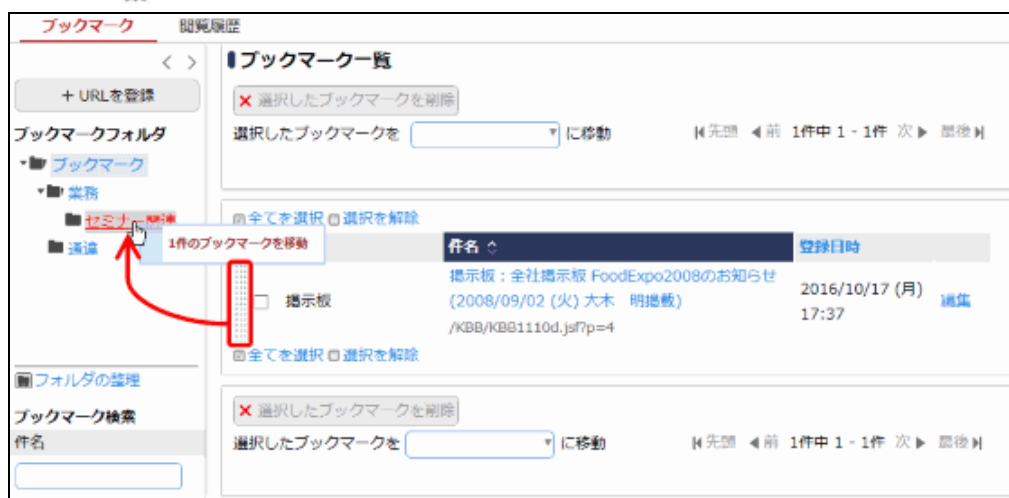 ブックマーク 閲覧履歴
< >
+ URLを登録
ブックマークフォルダ
ブックマーク
業務
セミナー関連
通達
フォルダの整理
ブックマーク検索
件名
ブックマーク一覧
選択したブックマークを削除
選択したブックマークを に移動 先頭 前 1件中 1 - 1件 次 最後
全てを選択 選択を解除
1件のブックマークを移動
件名 登録日時
掲示板 掲示板 : 全社掲示板 FoodExpo2008のお知らせ
(2008/09/02 (火) 大木 明掲載)
/KBB/KBB1110d.jsf?p=4
2016/10/17 (月)
17:37
編集
全てを選択 選択を解除
選択したブックマークを削除
選択したブックマークを に移動 先頭 前 1件中 1 - 1件 次 最後